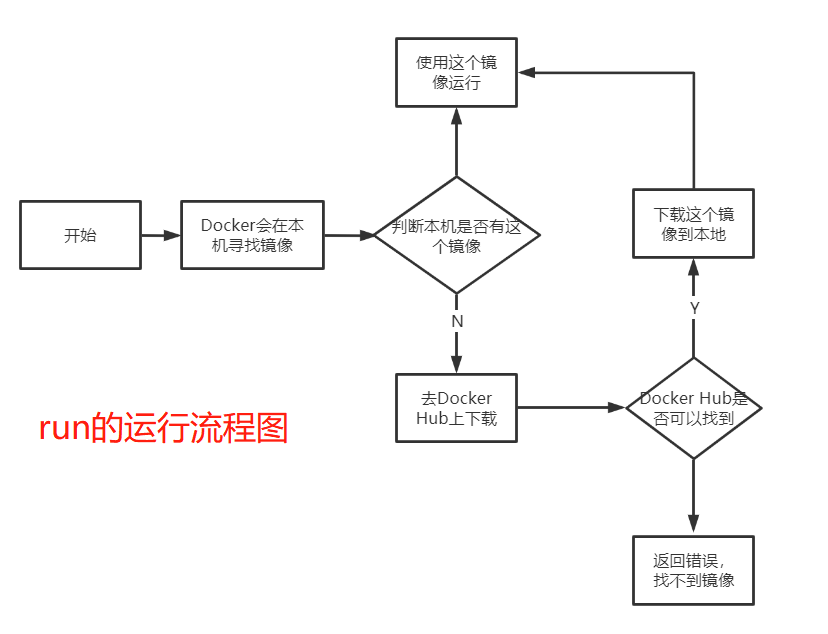 使用这个镜
像运行
开始
Docker会在本
机寻找镜像
判断本机是否有这
个镜像
下载这个镜
像到本地
Y
N
去Docker
Hub上下载
Docker Hub是
否可以找到
run的运行流程图
返回错误，
找不到镜像